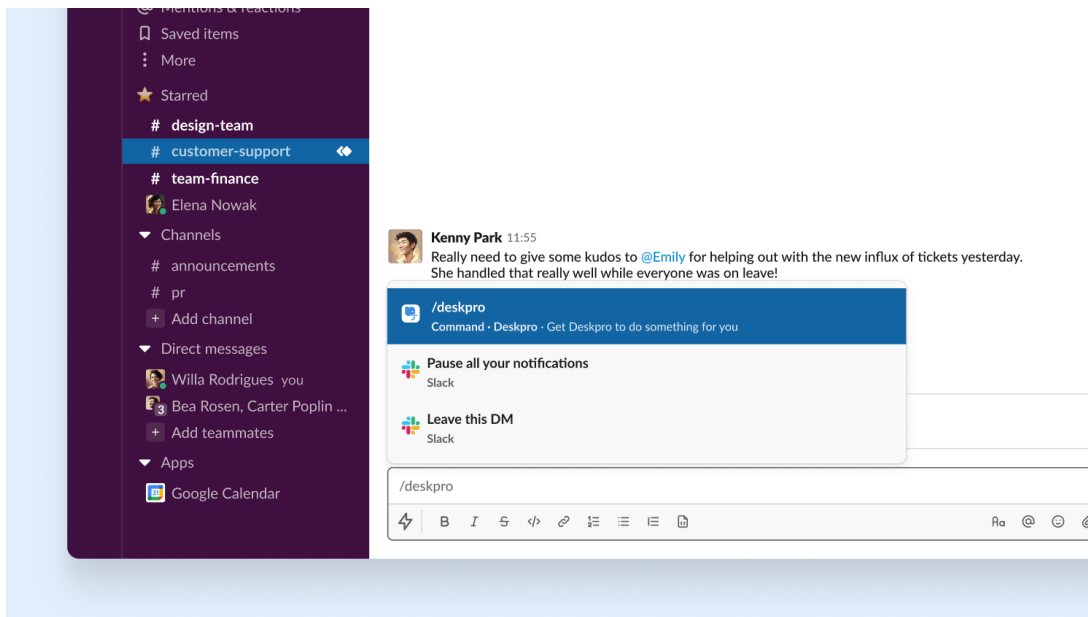 Mentions & reactions
Saved items
More
Starred
# design-team
# customer-support
# team-finance
Elena Nowak
Channels
# announcements
# pr
+ Add channel
Direct messages
Willa Rodrigues you
3 Bea Rosen, Carter Poplin ...
+ Add teammates
Apps
31 Google Calendar
Kenny Park 11:55
Really need to give some kudos to @Emily for helping out with the new influx of tickets yesterday.
She handled that really well while everyone was on leave!
/deskpro
Command · Deskpro · Get Deskpro to do something for you
Pause all your notifications
Slack
Leave this DM
Slack
/deskpro
B I S </> Aa @